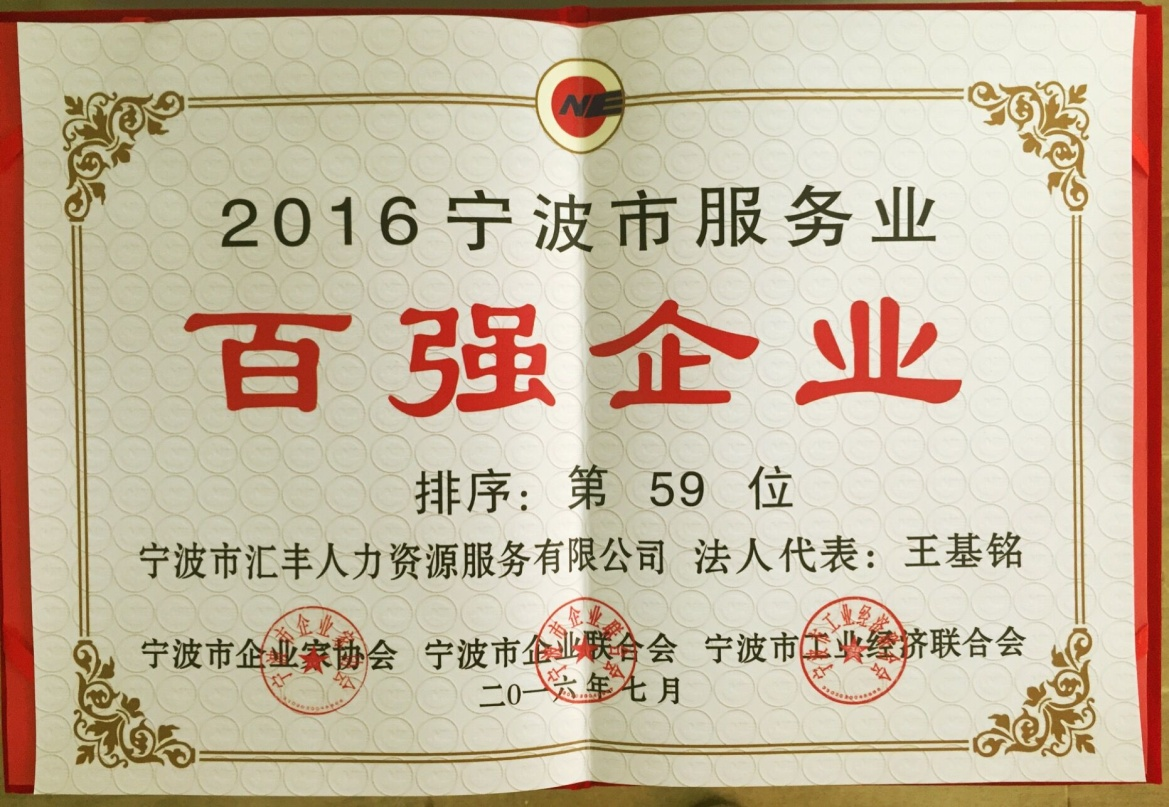 NE
2016宁波市服务业
百强企业
排序：第 59 位
宁波市汇丰人力资源服务有限公司 法人代表：王基铭
宁波市企业家协会 宁波市企业联合会 宁波市工业经济联合会
二〇一六年七月